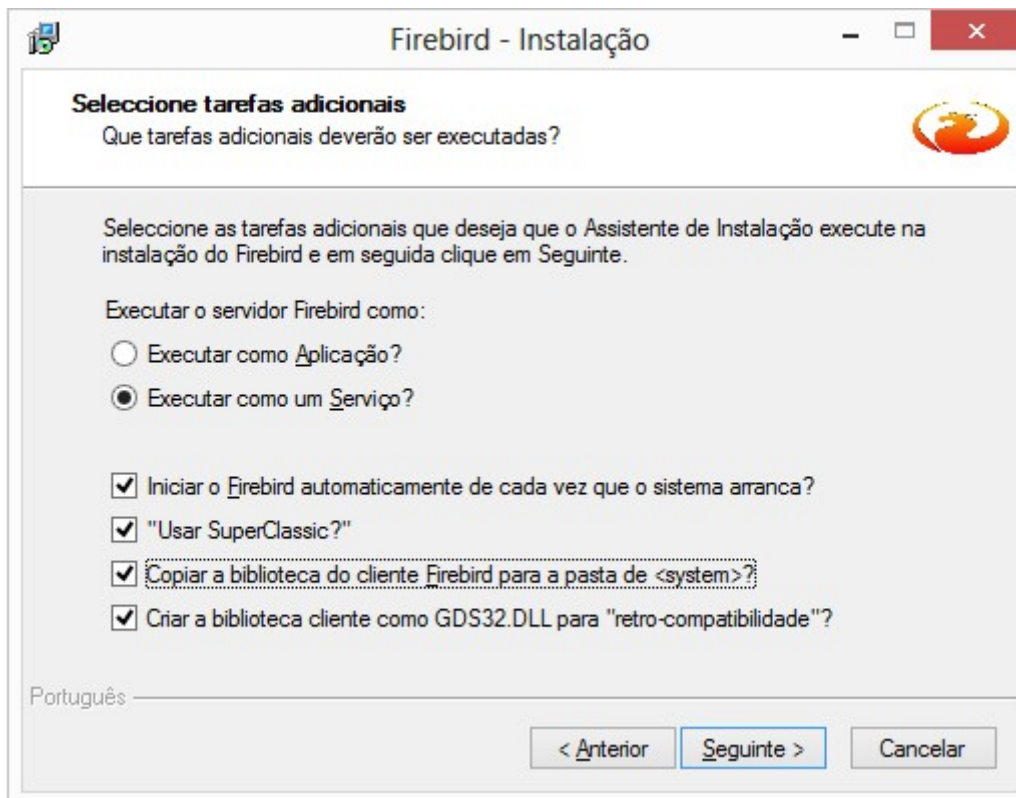 Firebird - Instalação
Seleccione tarefas adicionais
Que tarefas adicionais deverão ser executadas?
Seleccione as tarefas adicionais que deseja que o Assistente de Instalação execute na
instalação do Firebird e em seguida clique em Seguinte.
Executar o servidor Firebird como:
Executar como Aplicação?
Executar como um Serviço?
Iniciar o Firebird automaticamente de cada vez que o sistema arranca?
"Usar SuperClassic?"
Copiar a biblioteca do cliente Firebird para a pasta de <system>?
Criar a biblioteca cliente como GDS32.DLL para "retro-compatibilidade"?
Português
< Anterior
Seguinte >
Cancelar